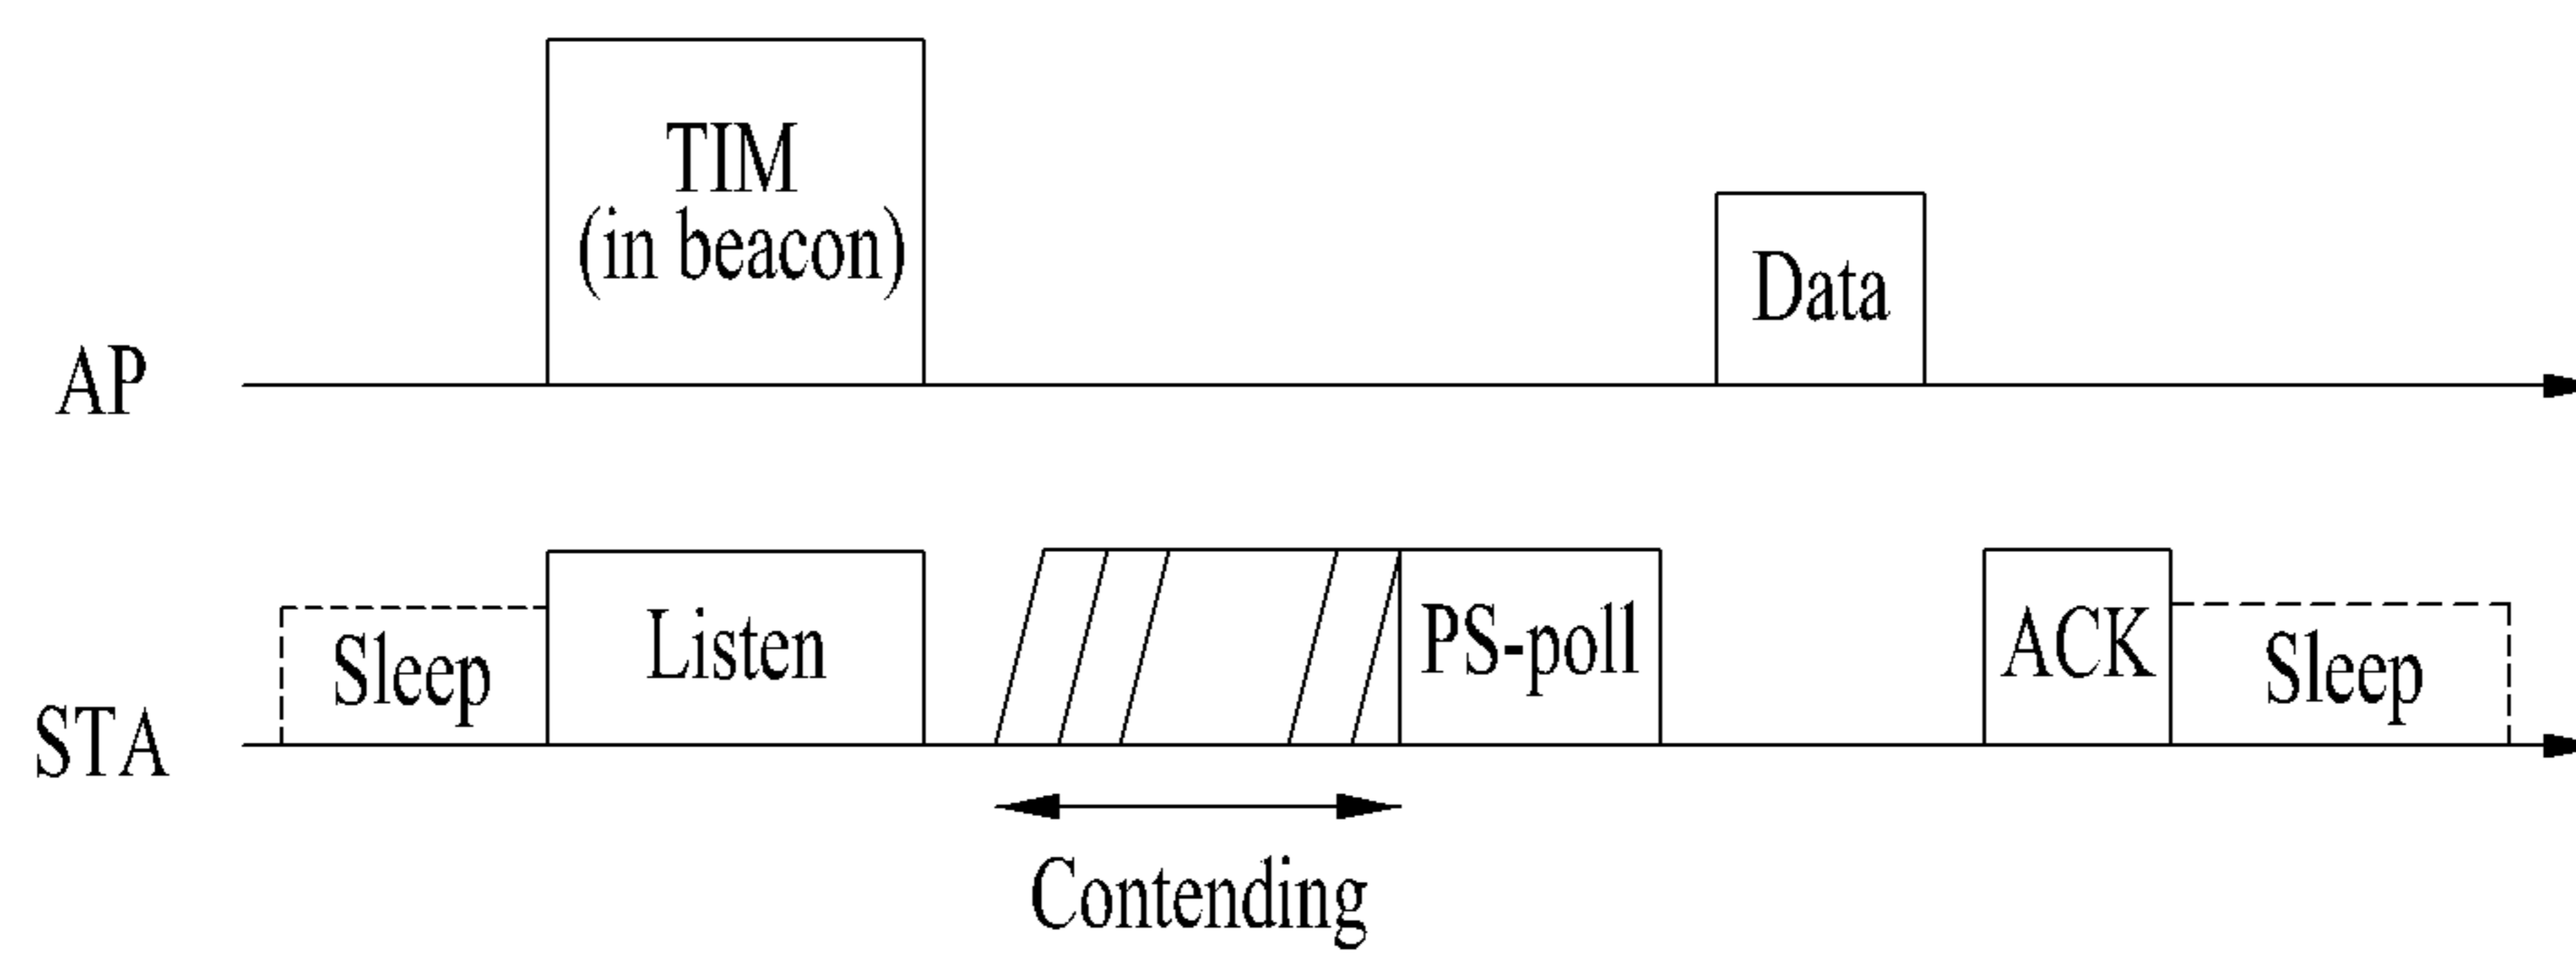 TIM
(in beacon)
Data
AP
Sleep
Listen
PS-poll
ACK
Sleep
STA
Contending